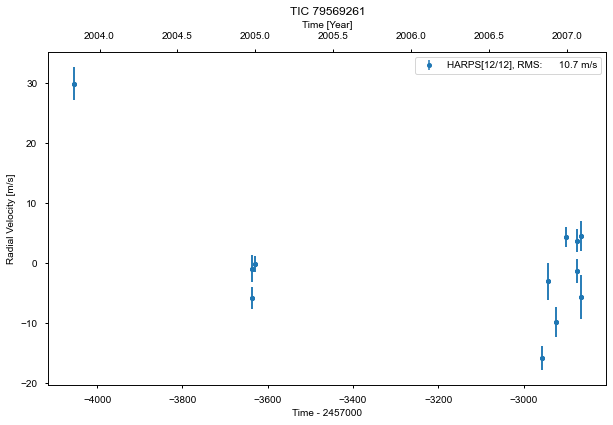 TIC 79569261
Time [Year]
2004.0 2004.5 2005.0 2005.5 2006.0 2006.5 2007.0
HARPS[12/12], RMS: 10.7 m/s
30
20
10
0
−10
−20
Radial Velocity [m/s]
−4000 −3800 −3600 −3400 −3200 −3000
Time - 2457000